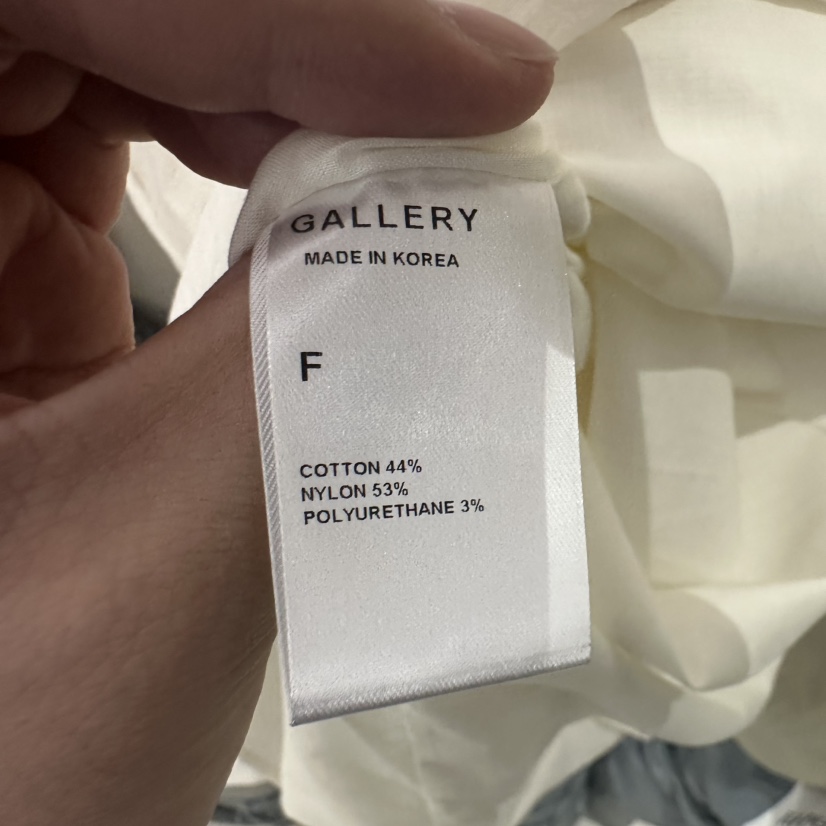 GALLERY
MADE IN KOREA
F
COTTON 44%
NYLON 53%
POLYURETHANE 3%